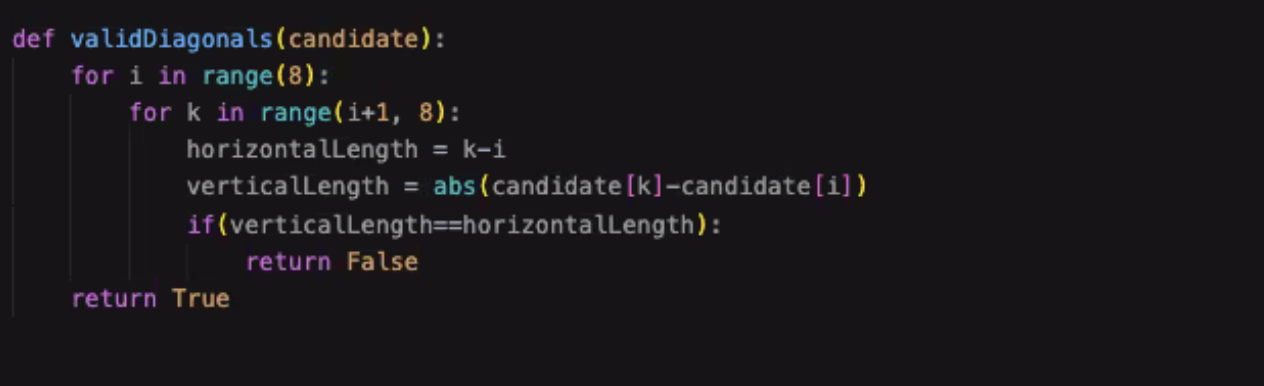 def validDiagonals(candidate):
    for i in range(8):
        for k in range(i+1, 8):
            horizontalLength = k-i
            verticalLength = abs(candidate[k]-candidate[i])
            if(verticalLength==horizontalLength):
                return False
    return True